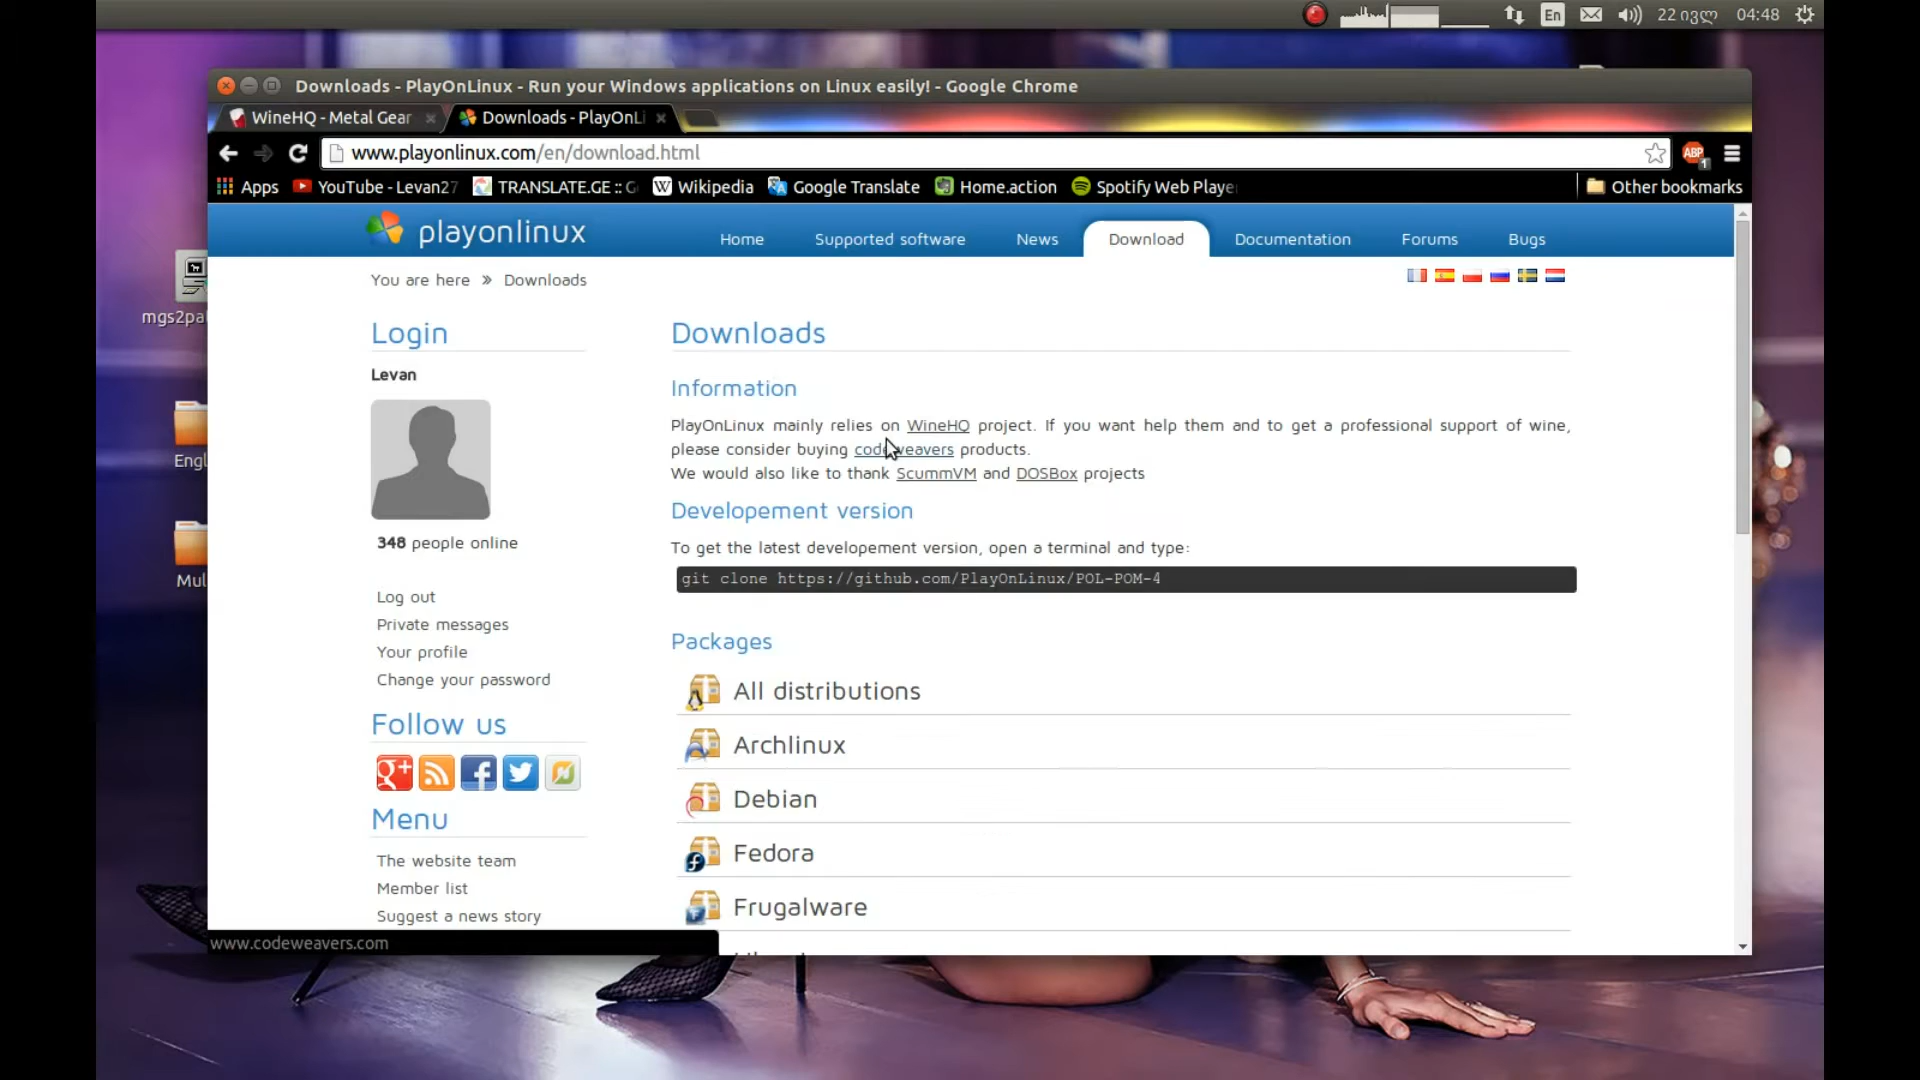 En
22 ივლ
04:48
Downloads - PlayOnLinux - Run your Windows applications on Linux easily! - Google Chrome
WineHQ - Metal Gear
Downloads - PlayOnLi
www.playonlinux.com/en/download.html
ABP
1
Apps
YouTube - Levan27
TRANSLATE.GE :: G
W Wikipedia
Google Translate
Home.action
Spotify Web Playe
Other bookmarks
playonlinux
Home
Supported software
News
Download
Documentation
Forums
Bugs
You are here » Downloads
mgs2pa
Engl
Mul
Login
Levan
348 people online
Log out
Private messages
Your profile
Change your password
Follow us
g+
f
Menu
The website team
Member list
Suggest a news story
Downloads
Information
PlayOnLinux mainly relies on WineHQ project. If you want help them and to get a professional support of wine,
please consider buying codeweavers products.
We would also like to thank ScummVM and DOSBox projects
Developement version
To get the latest developement version, open a terminal and type:
git clone https://github.com/PlayOnLinux/POL-POM-4
Packages
All distributions
Archlinux
Debian
Fedora
Frugalware
www.codeweavers.com